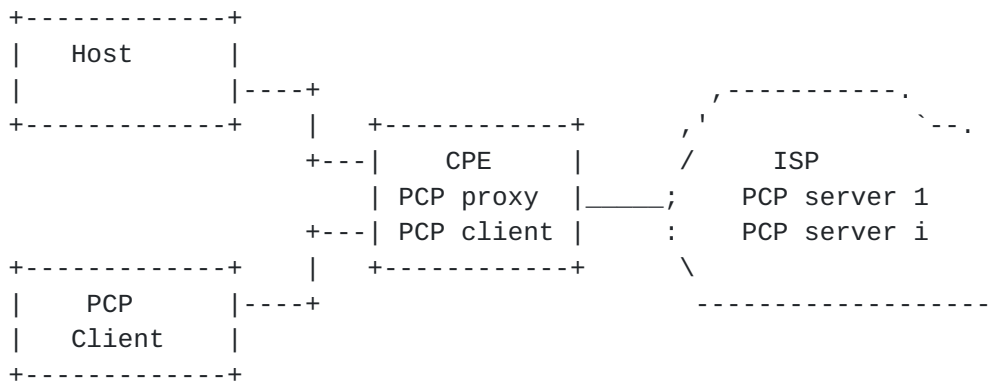 Host
CPE ISP
PCP proxy PCP server 1
PCP client PCP server i
PCP
Client